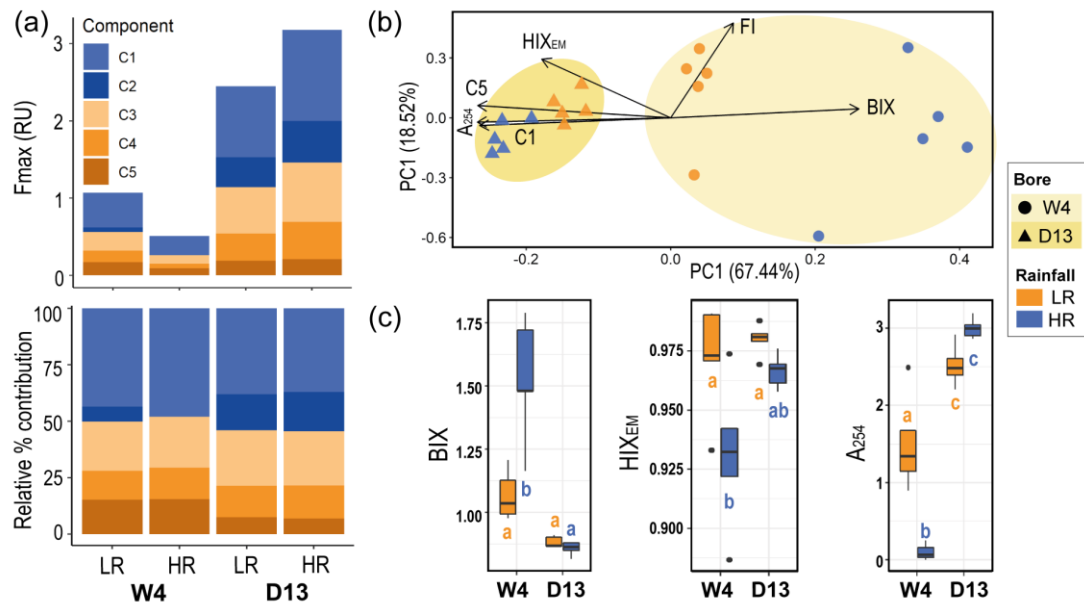 (a)
Component
C1
C2
C3
C4
C5
Fmax (RU)
3
2
1
0
Relative % contribution
100
75
50
25
0
LR HR LR HR
W4 D13
(b)
PC1 (18.52%)
0.3
0.0
-0.3
-0.6
HIXEM
FI
C5
A254
C1
BIX
-0.2 0.0 0.2 0.4
PC1 (67.44%)
Bore
W4
D13
Rainfall
LR
HR
(c)
BIX
1.75
1.50
1.25
1.00
a b a a
W4 D13
HIXEM
0.975
0.950
0.925
0.900
a b a ab
W4 D13
A254
3
2
1
0
a b c c
W4 D13